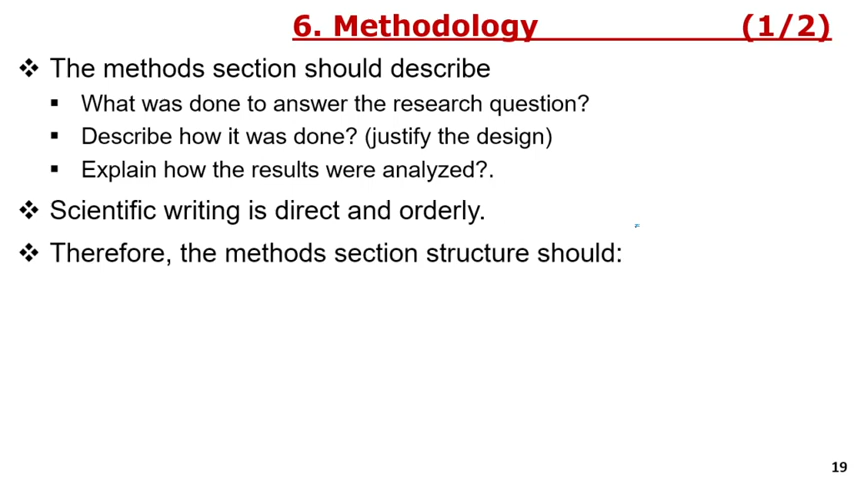 6. Methodology (1/2)
❖ The methods section should describe
▪ What was done to answer the research question?
▪ Describe how it was done? (justify the design)
▪ Explain how the results were analyzed?.
❖ Scientific writing is direct and orderly.
❖ Therefore, the methods section structure should:
19